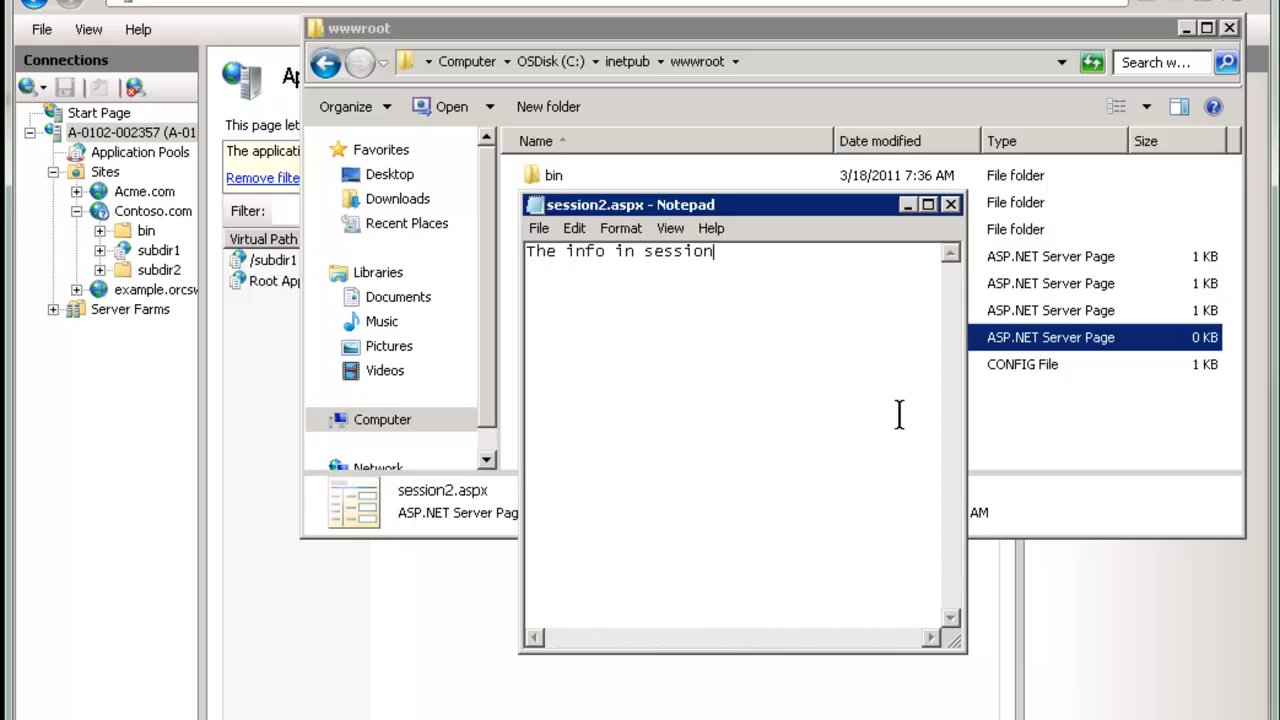 File View Help
Connections
Start Page
A-0102-002357 (A-01
Application Pools
Sites
Acme.com
Contoso.com
bin
subdir1
subdir2
example.orcsw
Server Farms
Ap
This page let
The applicati
Remove filte
Filter:
Virtual Path
/subdir1
Root App
wwwroot
Computer OSDisk (C:) inetpub wwwroot
Search w...
Organize Open New folder
Favorites
Desktop
Downloads
Recent Places
Libraries
Documents
Music
Pictures
Videos
Computer
Network
Name Date modified Type Size
bin 3/18/2011 7:36 AM File folder
File folder
File folder
ASP.NET Server Page 1 KB
ASP.NET Server Page 1 KB
ASP.NET Server Page 1 KB
ASP.NET Server Page 0 KB
CONFIG File 1 KB
session2.aspx
ASP.NET Server Pag
AM
session2.aspx - Notepad
File Edit Format View Help
The info in session